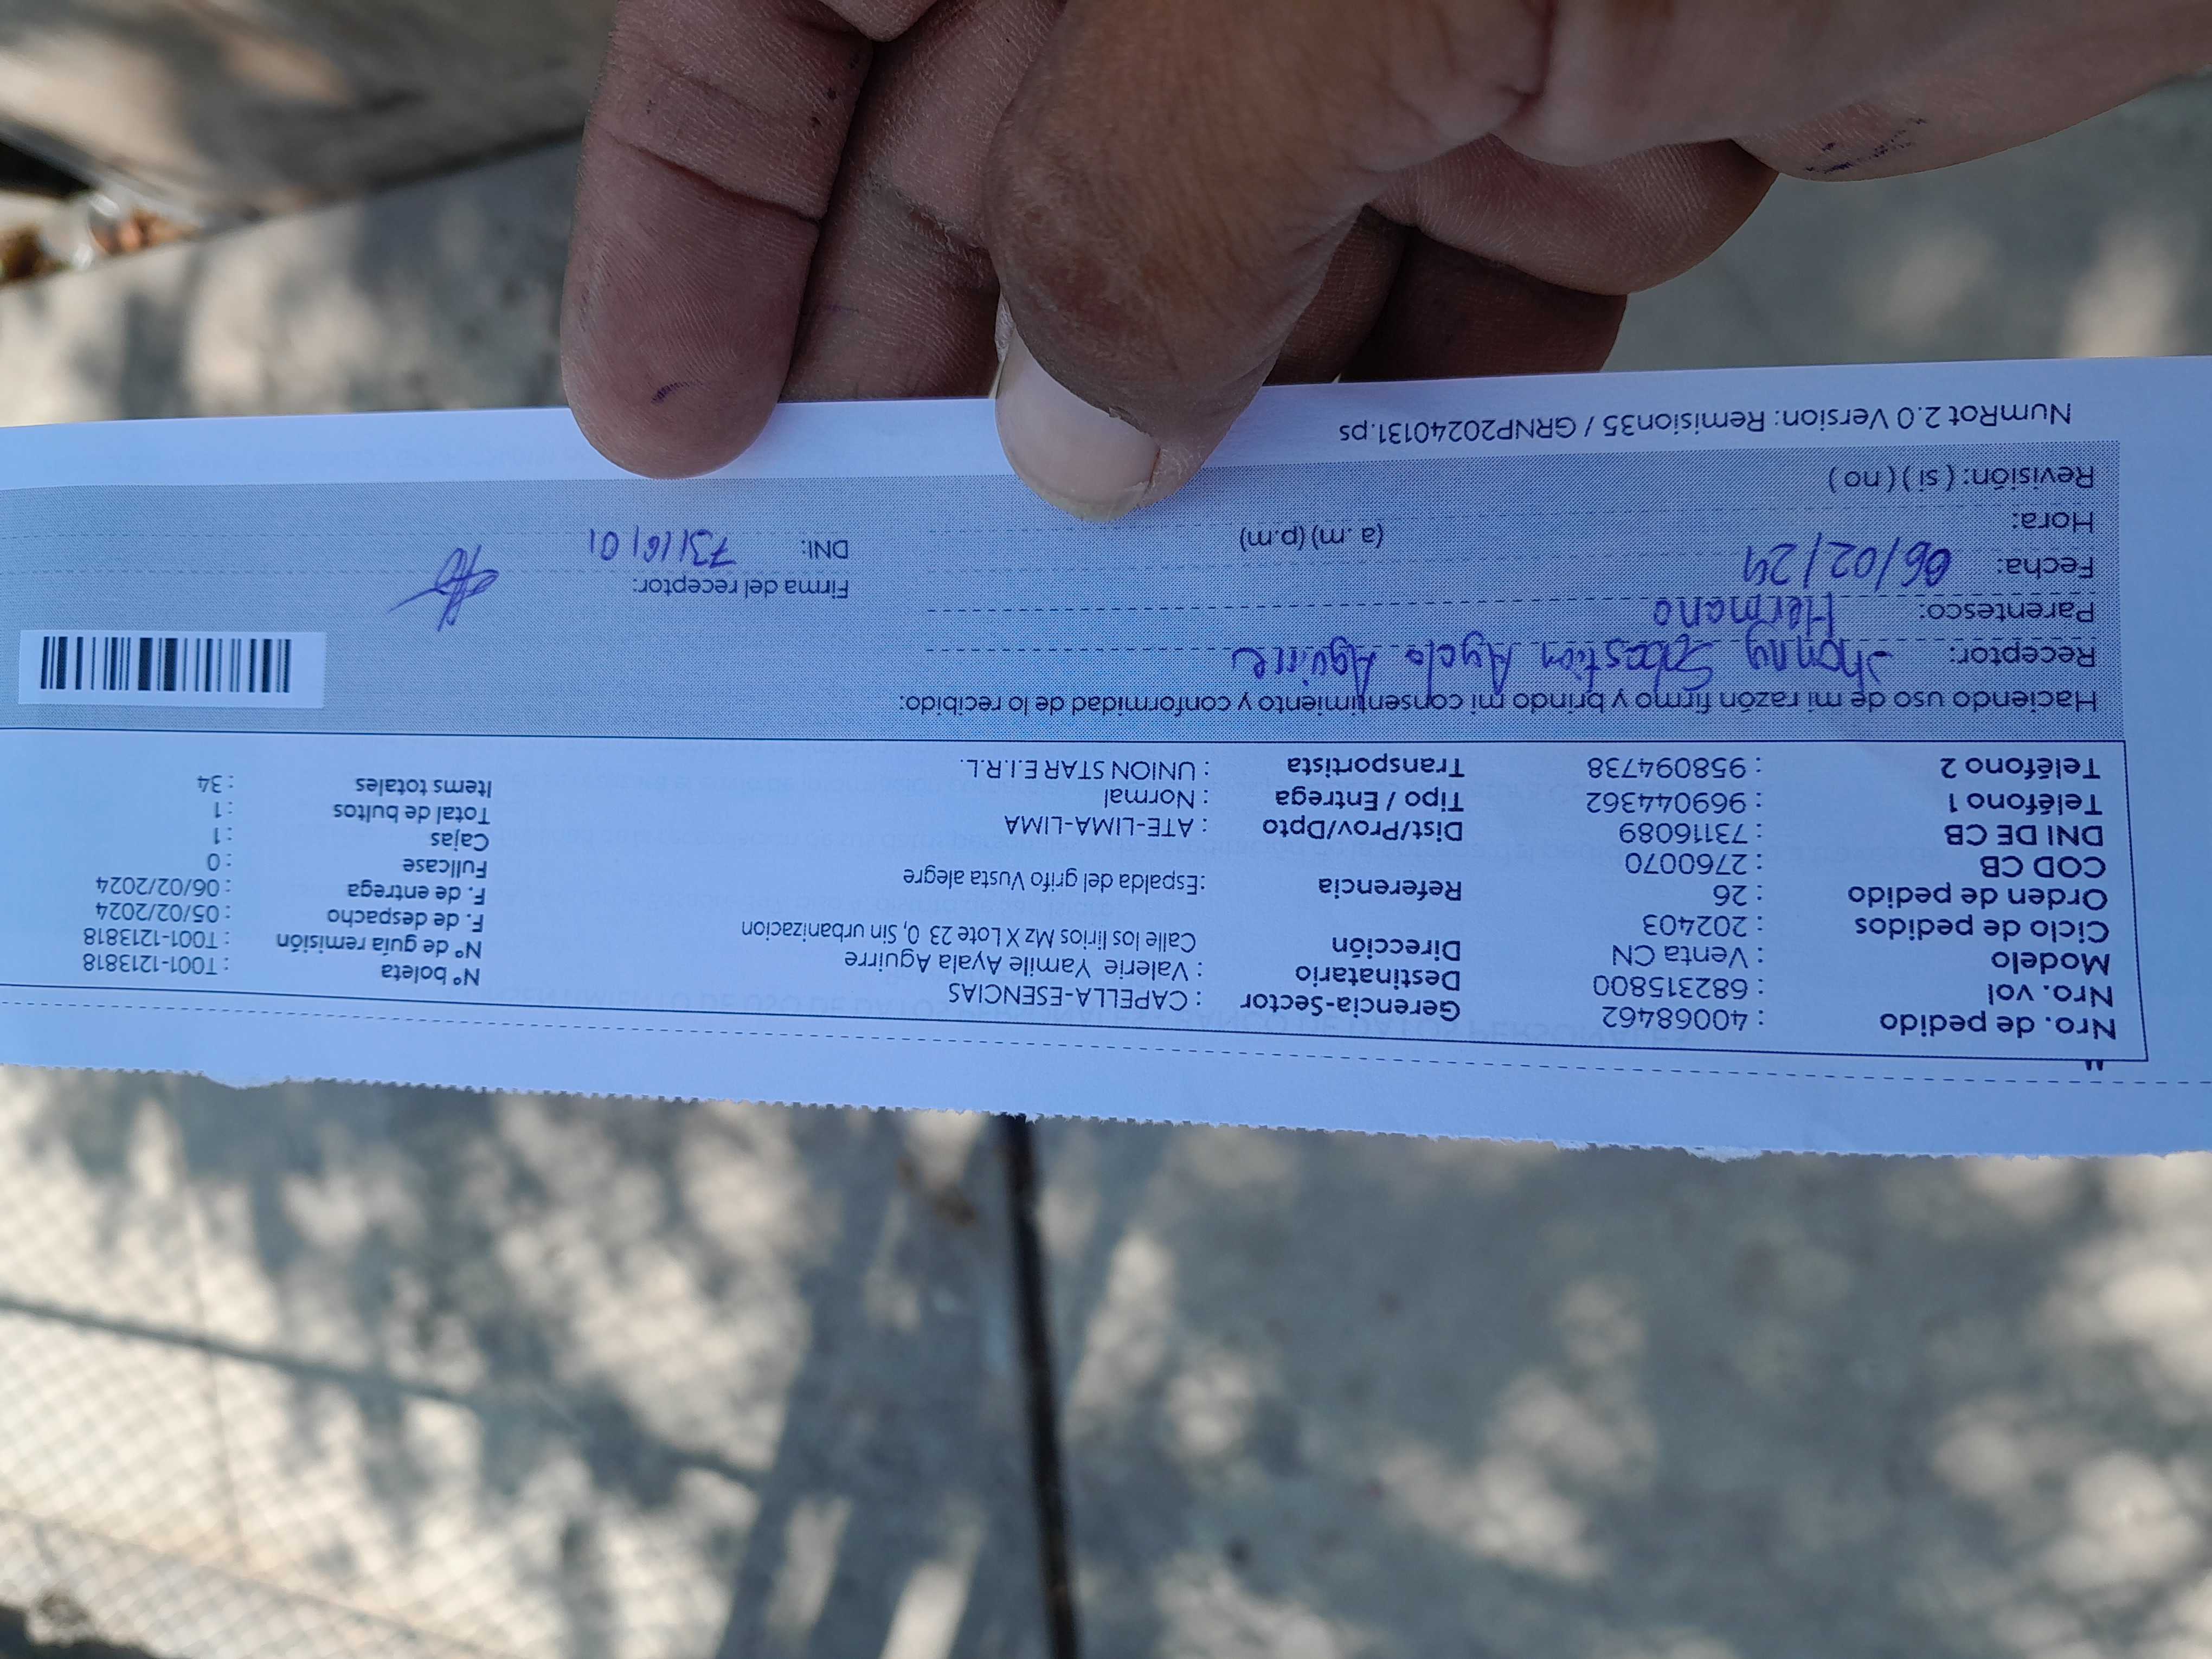 Nro. de pedido : 40068462 Gerencia-Sector : CAPELLA-ESENCIAS Nº boleta : T001-1213818
Nro. vol : 682315800 Destinatario : Valerie Yamile Ayala Aguirre Nº de guía remisión : T001-1213818
Modelo : Venta CN Dirección Calle los lirios Mz X Lote 23 0, Sin urbanizacion F. de despacho : 05/02/2024
Ciclo de pedidos : 202403 F. de entrega : 06/02/2024
Orden de pedido : 26 Referencia :Espalda del grifo Vusta alegre Fullcase : 0
COD CB : 2760070 Cajas : 1
DNI DE CB : 73116089 Dist/Prov/Dpto : ATE-LIMA-LIMA Total de bultos : 1
Teléfono 1 : 969044362 Tipo / Entrega : Normal Items totales : 34
Teléfono 2 : 958094738 Transportista : UNION STAR E.I.R.L.
Haciendo uso de mi razón firmo y brindo mi consentimiento y conformidad de lo recibido:
Receptor: Jhonny Sebastion Ayala Aguirre
Parentesco: Hermano
Firma del receptor:
Fecha: 06/02/24
DNI:
Hora: (a .m) (p.m)
Revisión: ( si ) ( no )
NumRot 2.0 Version: Remision35 / GRNP20240131.ps